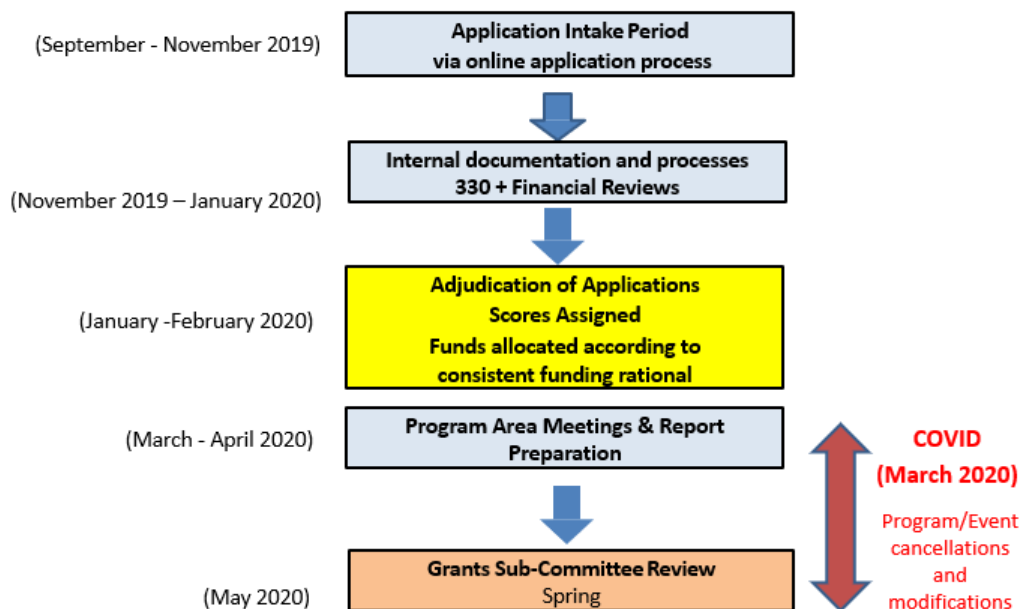 (September - November 2019)
Application Intake Period
via online application process
Internal documentation and processes
330 + Financial Reviews
(November 2019 – January 2020)
Adjudication of Applications
Scores Assigned
Funds allocated according to
consistent funding rational
(January -February 2020)
Program Area Meetings & Report
Preparation
(March - April 2020)
COVID
(March 2020)
Program/Event
cancellations
and
modifications
Grants Sub-Committee Review
Spring
(May 2020)